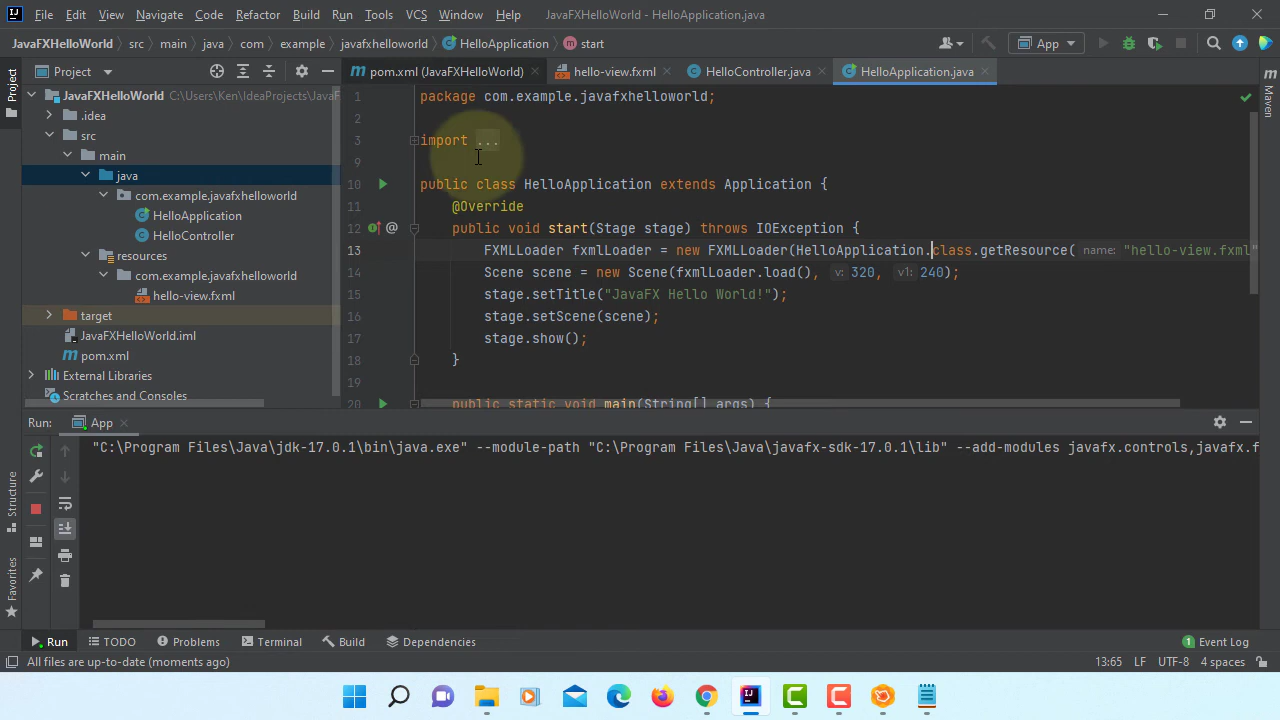 File Edit View Navigate Code Refactor Build Run Tools VCS Window Help JavaFXHelloWorld - HelloApplication.java
JavaFXHelloWorld src main java com example javafxhelloworld HelloApplication start App
Project
Project
pom.xml (JavaFXHelloWorld) hello-view.fxml HelloController.java HelloApplication.java
Maven
JavaFXHelloWorld C:\Users\Ken\IdeaProjects\JavaF
.idea
src
main
java
com.example.javafxhelloworld
HelloApplication
HelloController
resources
com.example.javafxhelloworld
hello-view.fxml
target
JavaFXHelloWorld.iml
pom.xml
External Libraries
Scratches and Consoles
1 package com.example.javafxhelloworld;
2
3 import ...
9
10 public class HelloApplication extends Application {
11 @Override
12 public void start(Stage stage) throws IOException {
13 FXMLLoader fxmlLoader = new FXMLLoader(HelloApplication.class.getResource( name: "hello-view.fxml"
14 Scene scene = new Scene(fxmlLoader.load(), v: 320, v1: 240);
15 stage.setTitle("JavaFX Hello World!");
16 stage.setScene(scene);
17 stage.show();
18 }
19
20 public static void main(String[] args) {
Run: App
"C:\Program Files\Java\jdk-17.0.1\bin\java.exe" --module-path "C:\Program Files\Java\javafx-sdk-17.0.1\lib" --add-modules javafx.controls,javafx.f
Structure
Favorites
Run TODO Problems Terminal Build Dependencies 1 Event Log
All files are up-to-date (moments ago) 13:65 LF UTF-8 4 spaces